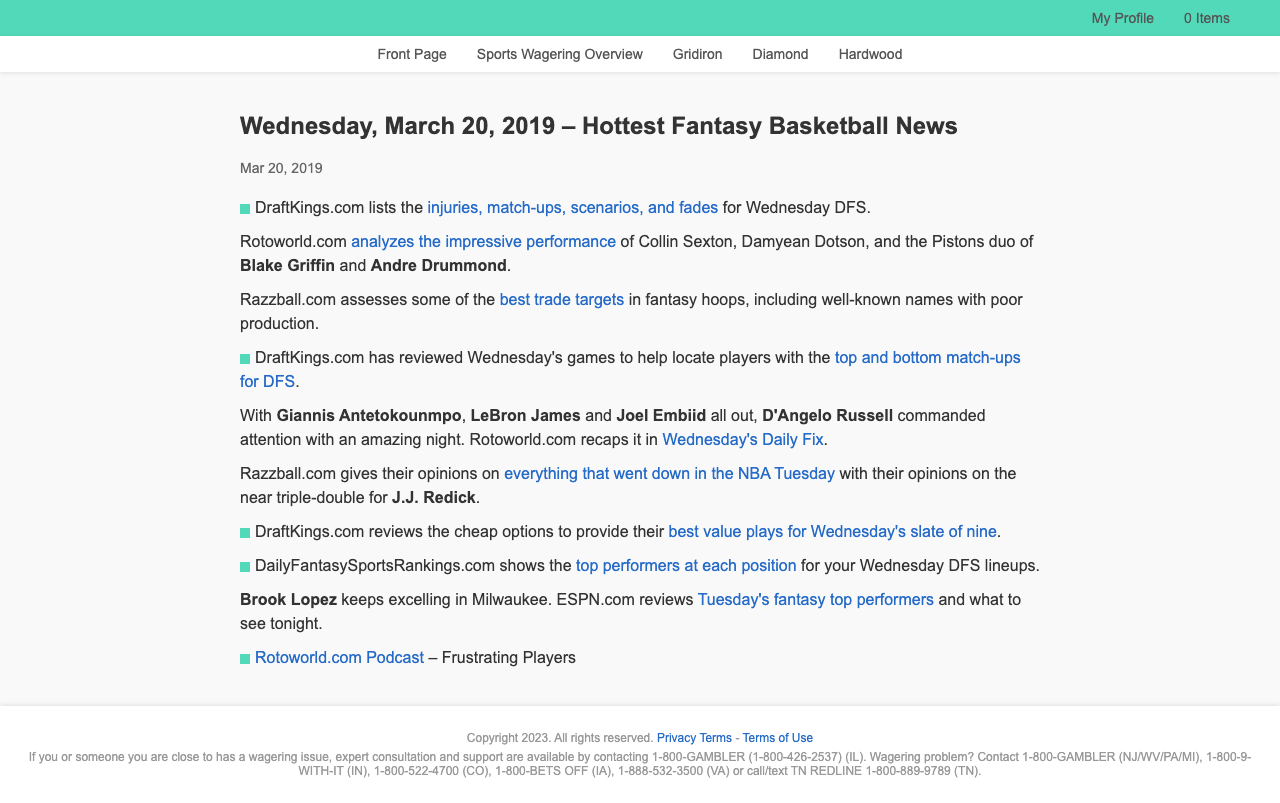 My Profile 0 Items
Front Page Sports Wagering Overview Gridiron Diamond Hardwood
Wednesday, March 20, 2019 – Hottest Fantasy Basketball News
Mar 20, 2019
DraftKings.com lists the injuries, match-ups, scenarios, and fades for Wednesday DFS.
Rotoworld.com analyzes the impressive performance of Collin Sexton, Damyean Dotson, and the Pistons duo of
Blake Griffin and Andre Drummond.
Razzball.com assesses some of the best trade targets in fantasy hoops, including well-known names with poor
production.
DraftKings.com has reviewed Wednesday's games to help locate players with the top and bottom match-ups
for DFS.
With Giannis Antetokounmpo, LeBron James and Joel Embiid all out, D'Angelo Russell commanded
attention with an amazing night. Rotoworld.com recaps it in Wednesday's Daily Fix.
Razzball.com gives their opinions on everything that went down in the NBA Tuesday with their opinions on the
near triple-double for J.J. Redick.
DraftKings.com reviews the cheap options to provide their best value plays for Wednesday's slate of nine.
DailyFantasySportsRankings.com shows the top performers at each position for your Wednesday DFS lineups.
Brook Lopez keeps excelling in Milwaukee. ESPN.com reviews Tuesday's fantasy top performers and what to
see tonight.
Rotoworld.com Podcast – Frustrating Players
Copyright 2023. All rights reserved. Privacy Terms - Terms of Use
If you or someone you are close to has a wagering issue, expert consultation and support are available by contacting 1-800-GAMBLER (1-800-426-2537) (IL). Wagering problem? Contact 1-800-GAMBLER (NJ/WV/PA/MI), 1-800-9-
WITH-IT (IN), 1-800-522-4700 (CO), 1-800-BETS OFF (IA), 1-888-532-3500 (VA) or call/text TN REDLINE 1-800-889-9789 (TN).